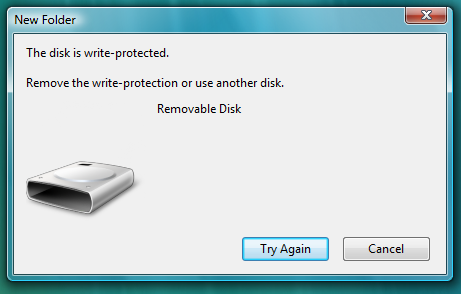 New Folder
The disk is write-protected.
Remove the write-protection or use another disk.
Removable Disk
Try Again
Cancel